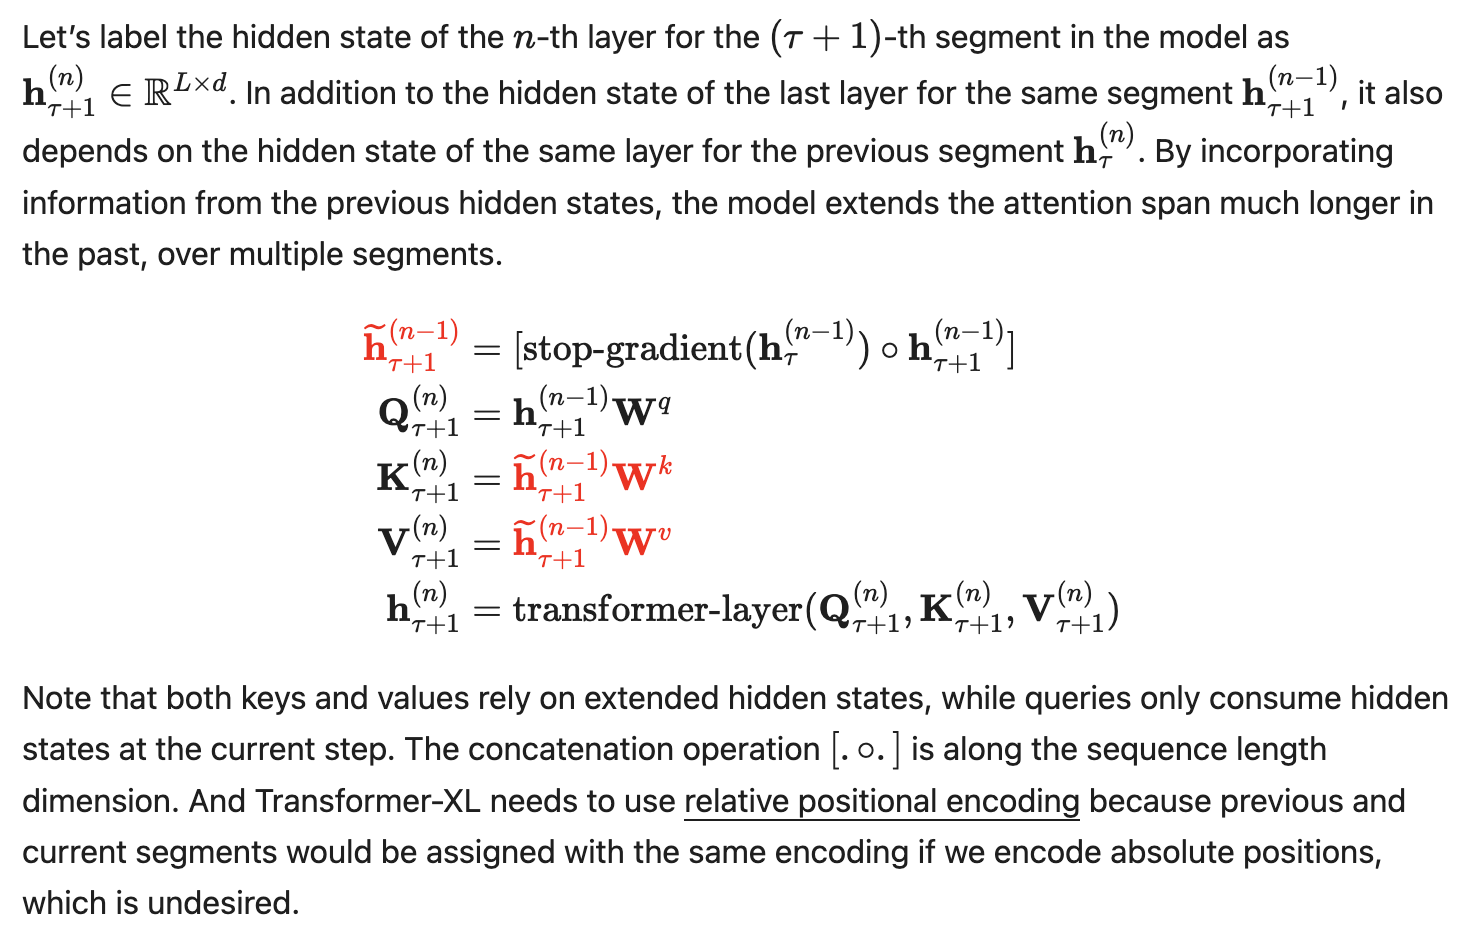 Let’s label the hidden state of the $n$-th layer for the $(\tau + 1)$-th segment in the model as
$\mathbf{h}_{\tau+1}^{(n)} \in \mathbb{R}^{L \times d}$. In addition to the hidden state of the last layer for the same segment $\mathbf{h}_{\tau+1}^{(n-1)}$, it also
depends on the hidden state of the same layer for the previous segment $\mathbf{h}_{\tau}^{(n)}$. By incorporating
information from the previous hidden states, the model extends the attention span much longer in
the past, over multiple segments.
$\widetilde{\mathbf{h}}_{\tau+1}^{(n-1)} = [\text{stop-gradient}(\mathbf{h}_{\tau}^{(n-1)}) \circ \mathbf{h}_{\tau+1}^{(n-1)}]$
$\mathbf{Q}_{\tau+1}^{(n)} = \mathbf{h}_{\tau+1}^{(n-1)} \mathbf{W}^q$
$\mathbf{K}_{\tau+1}^{(n)} = \widetilde{\mathbf{h}}_{\tau+1}^{(n-1)} \mathbf{W}^k$
$\mathbf{V}_{\tau+1}^{(n)} = \widetilde{\mathbf{h}}_{\tau+1}^{(n-1)} \mathbf{W}^v$
$\mathbf{h}_{\tau+1}^{(n)} = \text{transformer-layer}(\mathbf{Q}_{\tau+1}^{(n)}, \mathbf{K}_{\tau+1}^{(n)}, \mathbf{V}_{\tau+1}^{(n)})$
Note that both keys and values rely on extended hidden states, while queries only consume hidden
states at the current step. The concatenation operation $[. \circ .]$ is along the sequence length
dimension. And Transformer-XL needs to use relative positional encoding because previous and
current segments would be assigned with the same encoding if we encode absolute positions,
which is undesired.